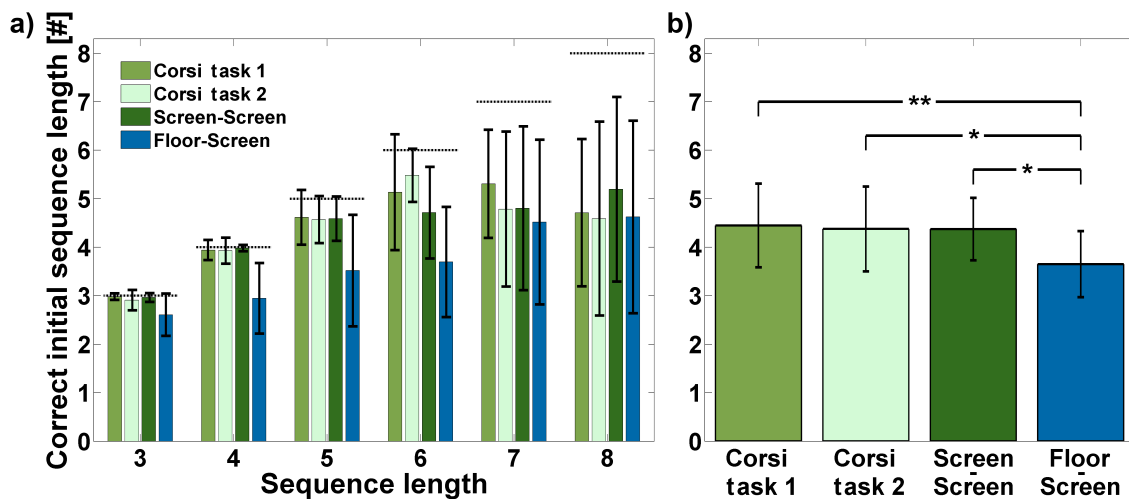 a)
Correct initial sequence length [#]
8
7
6
5
4
3
2
1
0
Corsi task 1
Corsi task 2
Screen-Screen
Floor-Screen
3 4 5 6 7 8
Sequence length
b)
8
7
6
5
4
3
2
1
0
**
*
*
Corsi
task 1
Corsi
task 2
Screen
-
Screen
Floor
-
Screen